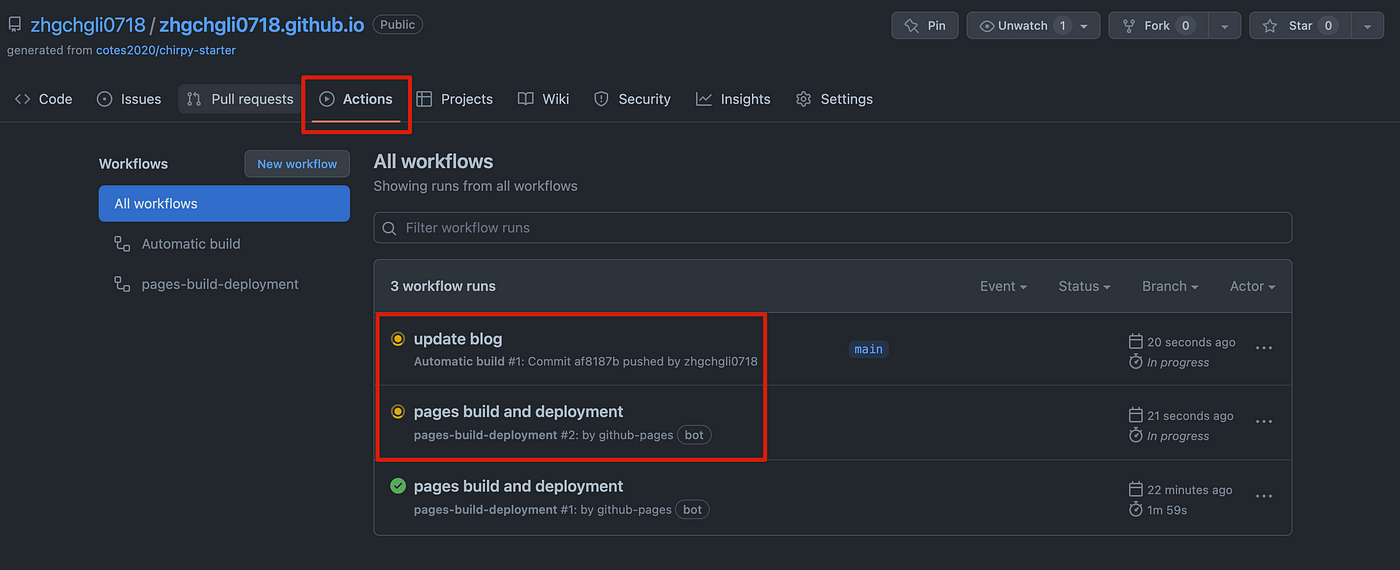 zhgchgli0718 / zhgchgli0718.github.io Public Pin Unwatch 1 Fork 0 Star 0
generated from cotes2020/chirpy-starter
Code Issues Pull requests Actions Projects Wiki Security Insights Settings
Workflows New workflow
All workflows
Automatic build
pages-build-deployment
All workflows
Showing runs from all workflows
Filter workflow runs
3 workflow runs Event Status Branch Actor
update blog
Automatic build #1: Commit af8187b pushed by zhgchgli0718
main
20 seconds ago
In progress
pages build and deployment
pages-build-deployment #2: by github-pages bot
21 seconds ago
In progress
pages build and deployment
pages-build-deployment #1: by github-pages bot
22 minutes ago
1m 59s